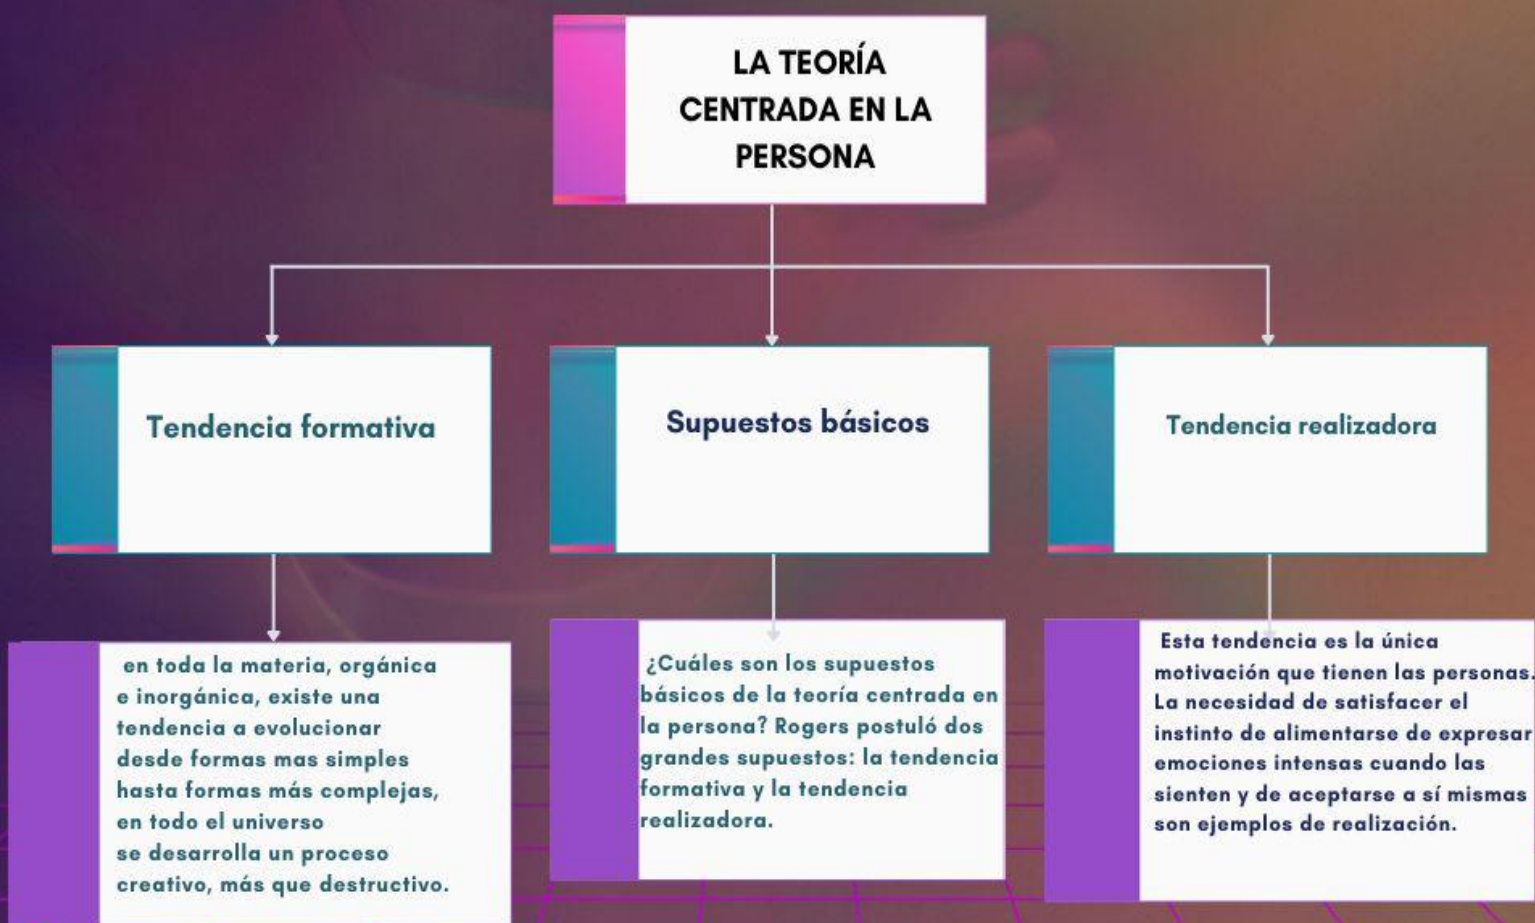 LA TEORÍA
CENTRADA EN LA
PERSONA
Tendencia formativa
Supuestos básicos
Tendencia realizadora
en toda la materia, orgánica
e inorgánica, existe una
tendencia a evolucionar
desde formas mas simples
hasta formas más complejas,
en todo el universo
se desarrolla un proceso
creativo, más que destructivo.
¿Cuáles son los supuestos
básicos de la teoría centrada en
la persona? Rogers postuló dos
grandes supuestos: la tendencia
formativa y la tendencia
realizadora.
Esta tendencia es la única
motivación que tienen las personas.
La necesidad de satisfacer el
instinto de alimentarse de expresar
emociones intensas cuando las
sienten y de aceptarse a sí mismas
son ejemplos de realización.